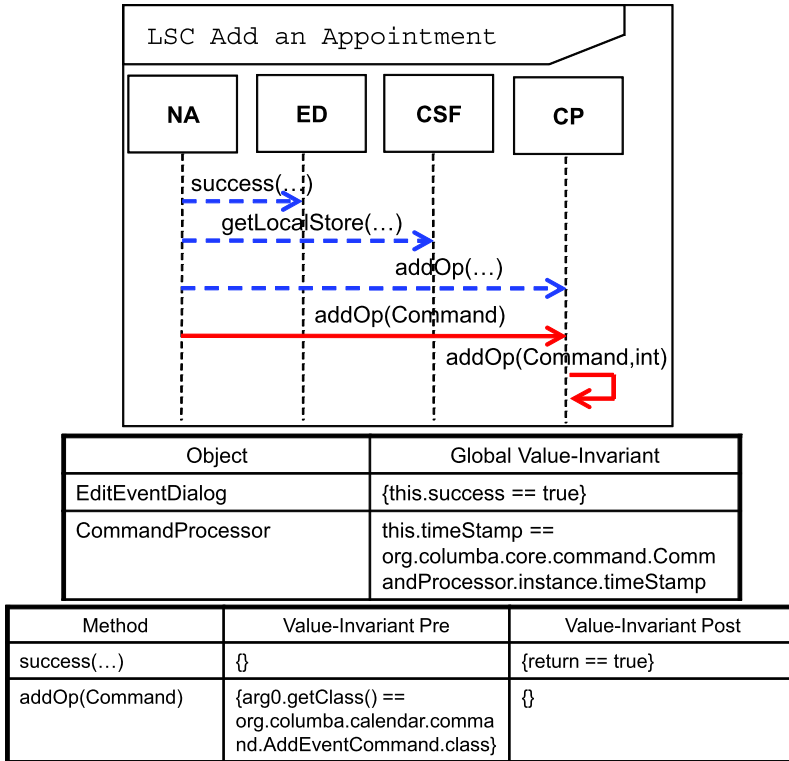 LSC Add an Appointment
NA
ED
CSF
CP
success(…)
getLocalStore(…)
addOp(…)
addOp(Command)
addOp(Command,int)
Object
Global Value-Invariant
EditEventDialog
{this.success == true}
CommandProcessor
this.timeStamp ==
org.columba.core.command.Comm
andProcessor.instance.timeStamp
Method
Value-Invariant Pre
Value-Invariant Post
success(…)
{}
{return == true}
addOp(Command)
{arg0.getClass() ==
org.columba.calendar.comma
nd.AddEventCommand.class}
{}